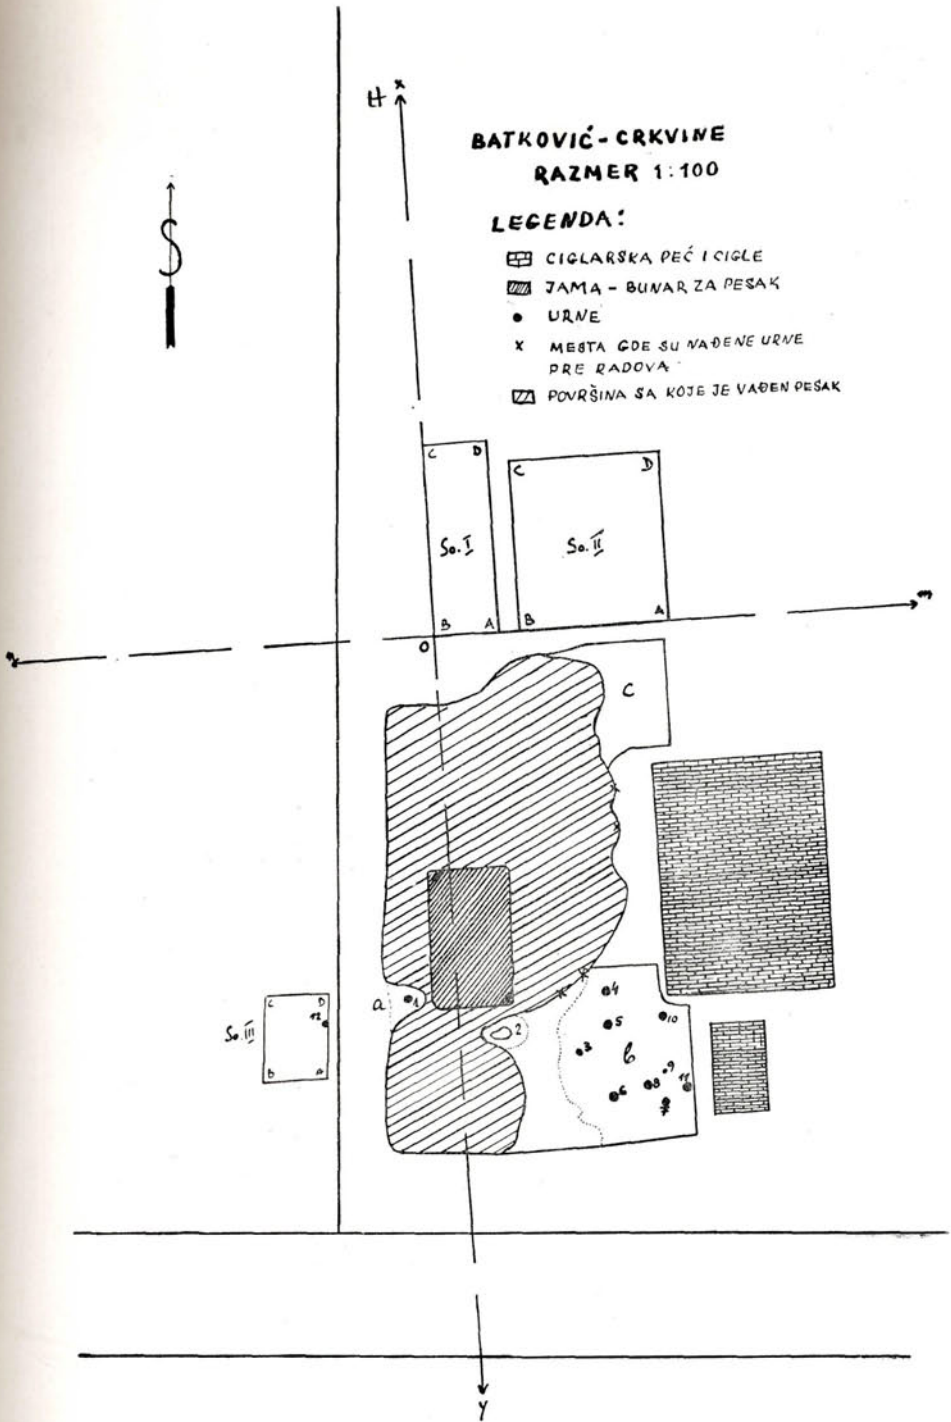 H x
BATKOVIĆ-CRKVINE
RAZMER 1:100
S
LEGENDA:
CIGLARSKA PEĆ I CIGLE
JAMA - BUNAR ZA PESAK
URNE
x MESTA GDE SU NAĐENE URNE
PRE RADOVA
POVRŠINA SA KOJE JE VAĐEN PESAK
C D
C D
So. I
So. II
B A B A
O
C
a 1
C D
12
So. III
B A
2
4
5
10
3
6
8
9
11
7
y